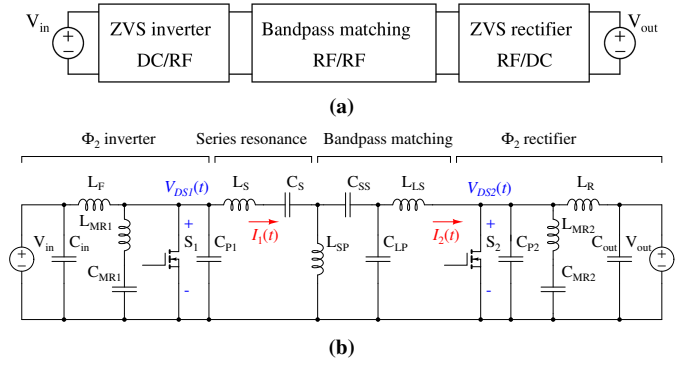 V_in
ZVS inverter
DC/RF
Bandpass matching
RF/RF
ZVS rectifier
RF/DC
V_out
+
-
+
-
(a)
Φ2 inverter
Series resonance
Bandpass matching
Φ2 rectifier
L_F
V_DS1(t)
L_S
C_S
C_SS
L_LS
V_DS2(t)
L_R
V_in
C_in
L_MR1
C_MR1
+
S_1
-
C_P1
I_1(t)
L_SP
C_LP
I_2(t)
+
S_2
-
C_P2
L_MR2
C_MR2
C_out
V_out
+
-
+
-
(b)